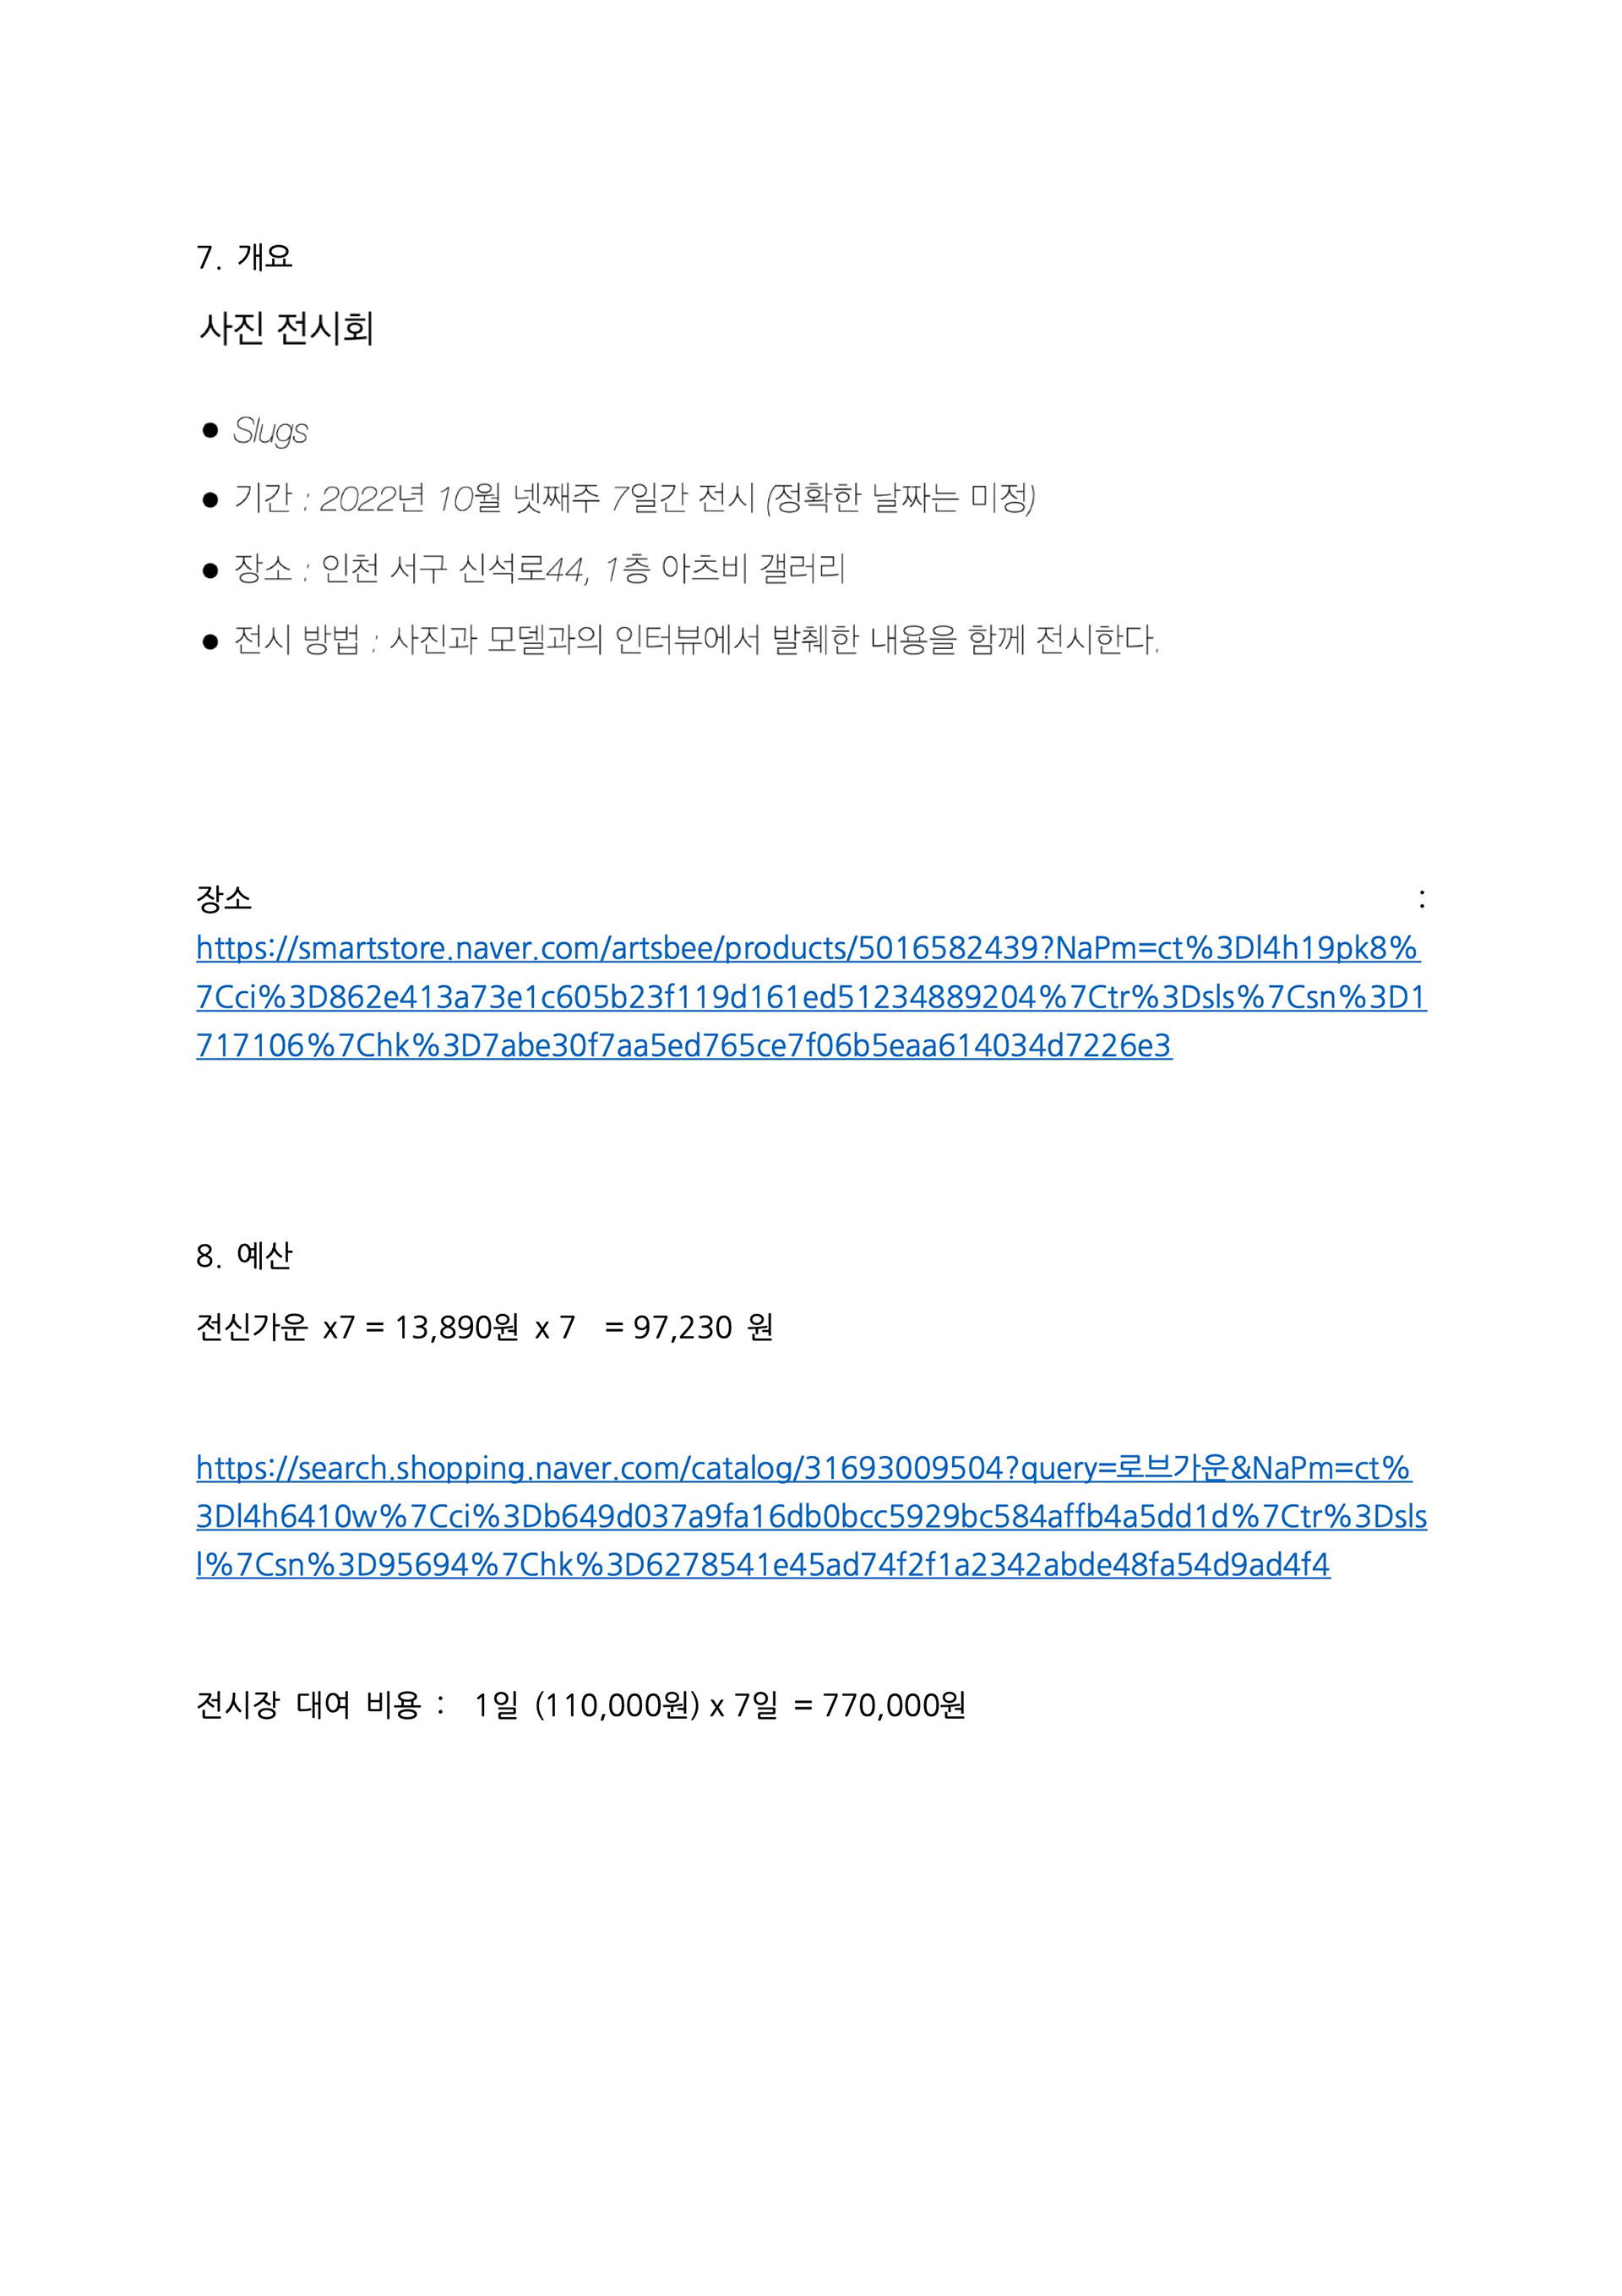 7. 개요
사진 전시회
● Slugs
● 기간 : 2022년 10월 넷째주 7일간 전시 (정확한 날짜는 미정)
● 장소 : 인천 서구 신석로44, 1층 아츠비 갤러리
● 전시 방법 : 사진과 모델과의 인터뷰에서 발췌한 내용을 함께 전시한다.
장소 :
https://smartstore.naver.com/artsbee/products/5016582439?NaPm=ct%3Dl4h19pk8%
7Cci%3D862e413a73e1c605b23f119d161ed51234889204%7Ctr%3Dsls%7Csn%3D1
717106%7Chk%3D7abe30f7aa5ed765ce7f06b5eaa614034d7226e3
8. 예산
전신가운 x7 = 13,890원 x 7 = 97,230 원
https://search.shopping.naver.com/catalog/31693009504?query=로브가운&NaPm=ct%
3Dl4h6410w%7Cci%3Db649d037a9fa16db0bcc5929bc584affb4a5dd1d%7Ctr%3Dsls
l%7Csn%3D95694%7Chk%3D6278541e45ad74f2f1a2342abde48fa54d9ad4f4
전시장 대여 비용 : 1일 (110,000원) x 7일 = 770,000원